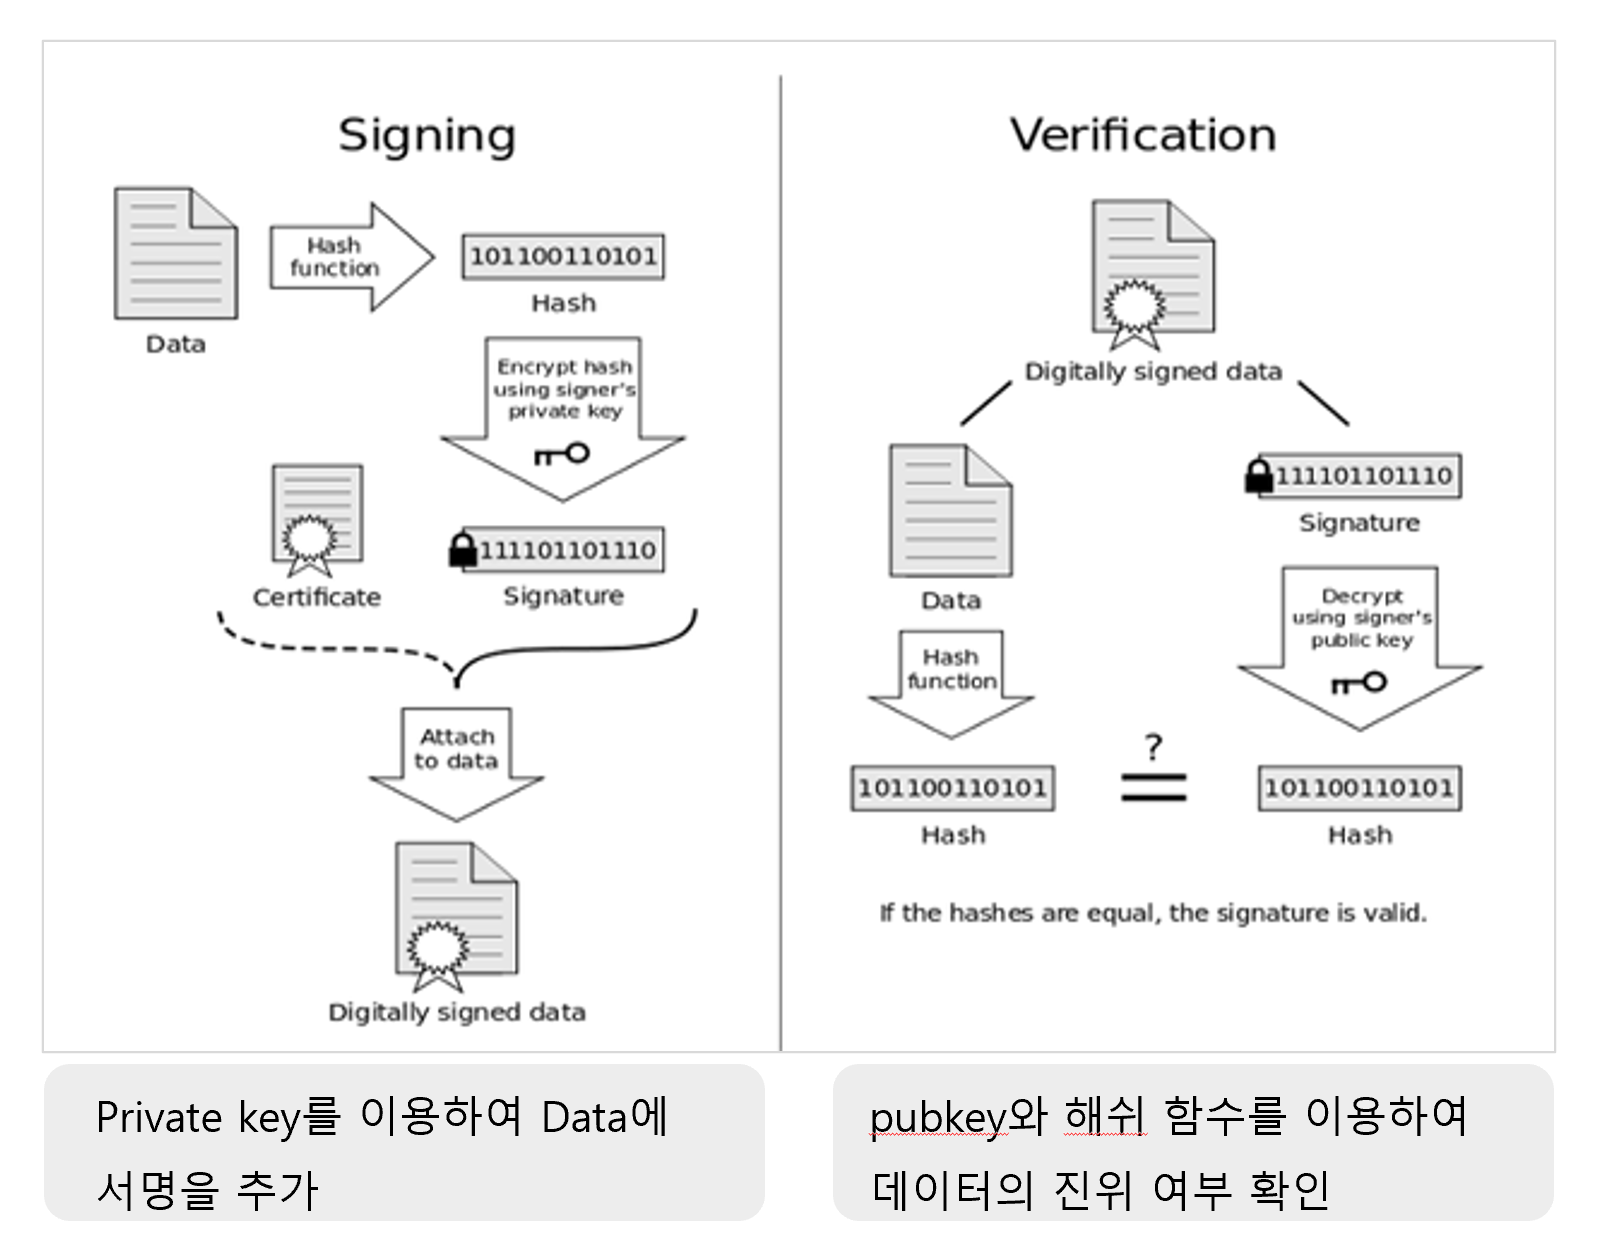 Signing
Data
Hash
function
101100110101
Hash
Encrypt hash
using signer's
private key
Certificate
111101101110
Signature
Attach
to data
Digitally signed data
Verification
Digitally signed data
Data
111101101110
Signature
Hash
function
Decrypt
using signer's
public key
101100110101
Hash
?
=
101100110101
Hash
If the hashes are equal, the signature is valid.
Private key를 이용하여 Data에
서명을 추가
pubkey와 해쉬 함수를 이용하여
데이터의 진위 여부 확인